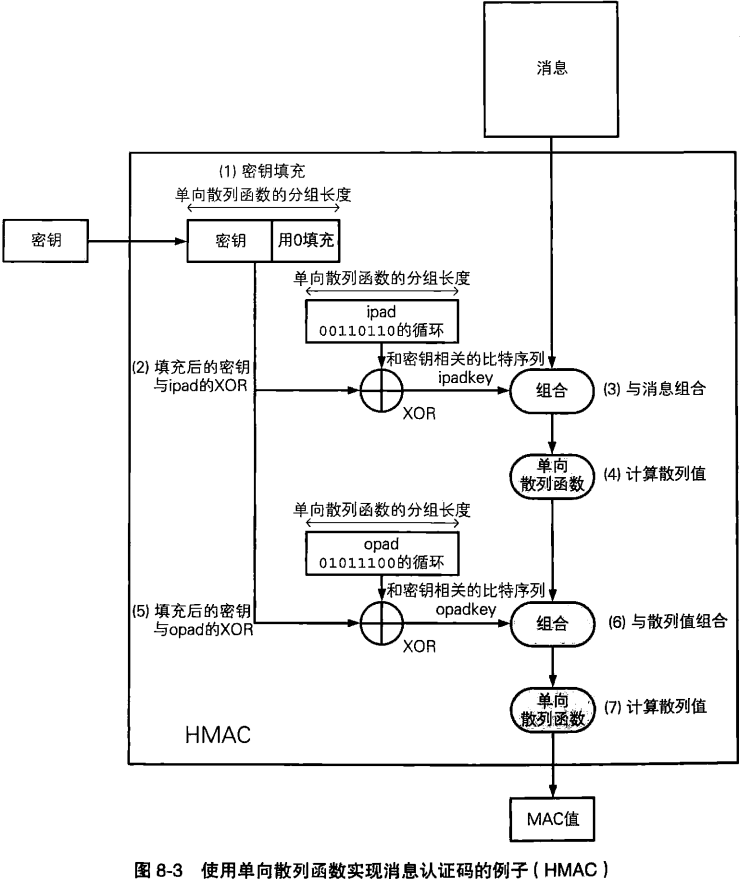 消息
(1) 密钥填充
单向散列函数的分组长度
密钥
密钥
用0填充
单向散列函数的分组长度
ipad
00110110的循环
(2) 填充后的密钥
与ipad的XOR
和密钥相关的比特序列
ipadkey
XOR
组合
(3) 与消息组合
单向
散列函数
(4) 计算散列值
单向散列函数的分组长度
opad
01011100的循环
(5) 填充后的密钥
与opad的XOR
和密钥相关的比特序列
opadkey
XOR
组合
(6) 与散列值组合
单向
散列函数
(7) 计算散列值
HMAC
MAC值
图 8-3 使用单向散列函数实现消息认证码的例子（HMAC）